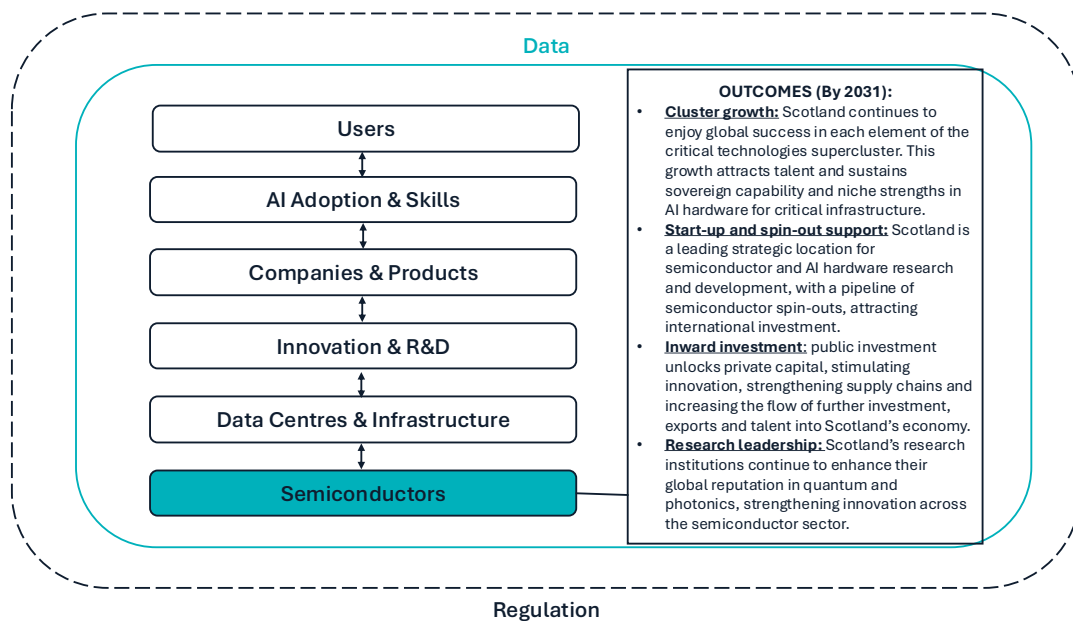 Data
Users
AI Adoption & Skills
Companies & Products
Innovation & R&D
Data Centres & Infrastructure
Semiconductors
OUTCOMES (By 2031):
• Cluster growth: Scotland continues to
enjoy global success in each element of the
critical technologies supercluster. This
growth attracts talent and sustains
sovereign capability and niche strengths in
AI hardware for critical infrastructure.
• Start-up and spin-out support: Scotland is
a leading strategic location for
semiconductor and AI hardware research
and development, with a pipeline of
semiconductor spin-outs, attracting
international investment.
• Inward investment: public investment
unlocks private capital, stimulating
innovation, strengthening supply chains and
increasing the flow of further investment,
exports and talent into Scotland’s economy.
• Research leadership: Scotland’s research
institutions continue to enhance their
global reputation in quantum and
photonics, strengthening innovation across
the semiconductor sector.
Regulation